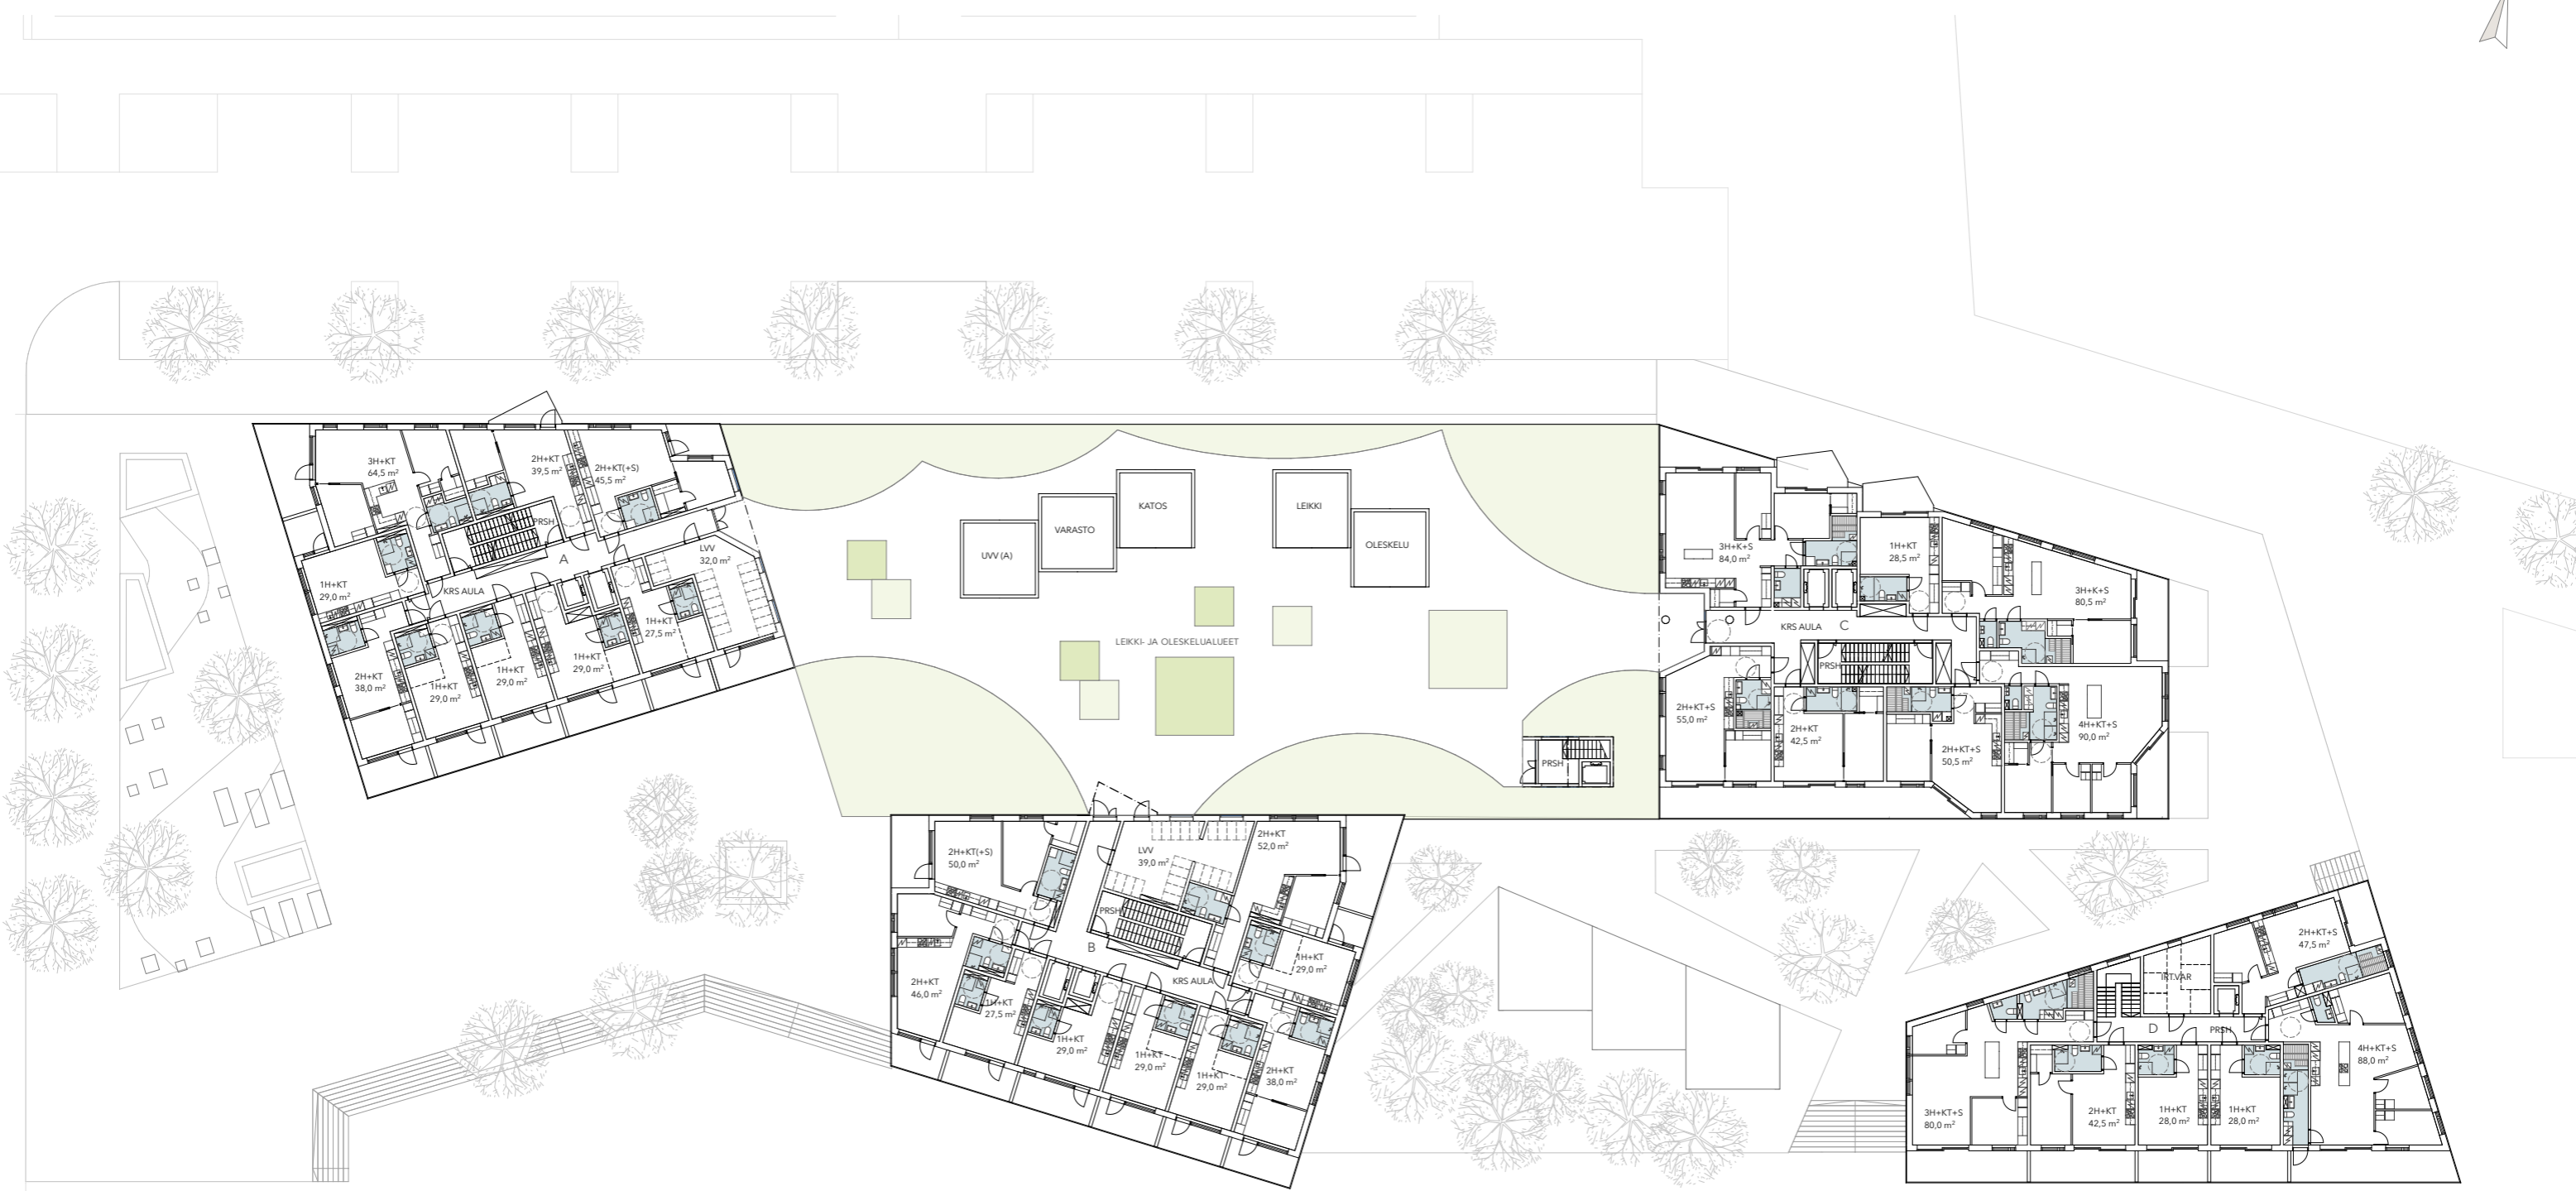 3H+KT
64,5 m²
2H+KT
39,5 m²
2H+KT(+S)
45,5 m²
PRSH
A
LVV
32,0 m²
1H+KT
29,0 m²
KRS AULA
2H+KT
38,0 m²
1H+KT
29,0 m²
1H+KT
29,0 m²
1H+KT
29,0 m²
1H+KT
27,5 m²
UVV (A)
VARASTO
KATOS
LEIKKI
OLESKELU
LEIKKI- JA OLESKELUALUEET
PRSH
3H+K+S
84,0 m²
1H+KT
28,5 m²
3H+K+S
80,5 m²
KRS AULA
C
PRSH
2H+KT+S
55,0 m²
2H+KT
42,5 m²
2H+KT+S
50,5 m²
4H+KT+S
90,0 m²
2H+KT(+S)
50,0 m²
LVV
39,0 m²
2H+KT
52,0 m²
PRSH
B
KRS AULA
2H+KT
46,0 m²
1H+KT
27,5 m²
1H+KT
29,0 m²
1H+KT
29,0 m²
1H+KT
29,0 m²
1H+KT
29,0 m²
2H+KT
38,0 m²
2H+KT+S
47,5 m²
IRT.VAR
D
PRSH
4H+KT+S
88,0 m²
3H+KT+S
80,0 m²
2H+KT
42,5 m²
1H+KT
28,0 m²
1H+KT
28,0 m²